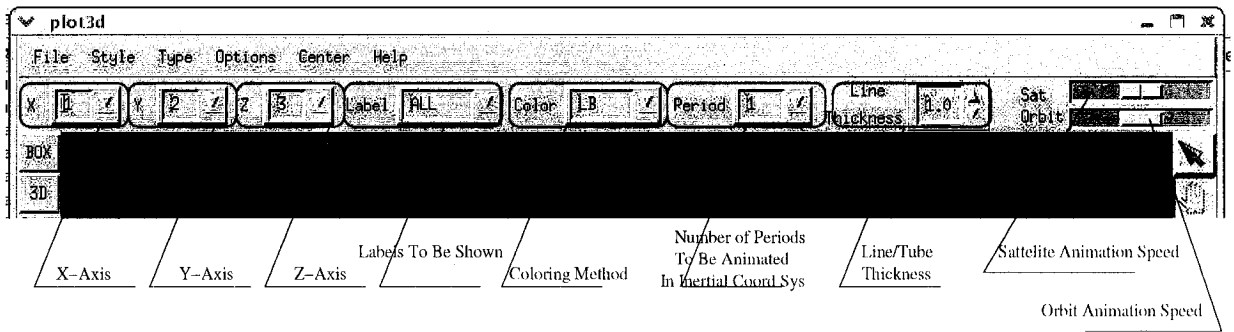 plot3d
File Style Type Options Center Help
X 1 Y 2 Z 3 Label ALL Color LB Period 1 Line Thickness 1.0 Sat
Orbit
BOX
3D
X-Axis
Y-Axis
Z-Axis
Labels To Be Shown
Coloring Method
Number of Periods
To Be Animated
In Inertial Coord Sys
Line/Tube
Thickness
Sattelite Animation Speed
Orbit Animation Speed